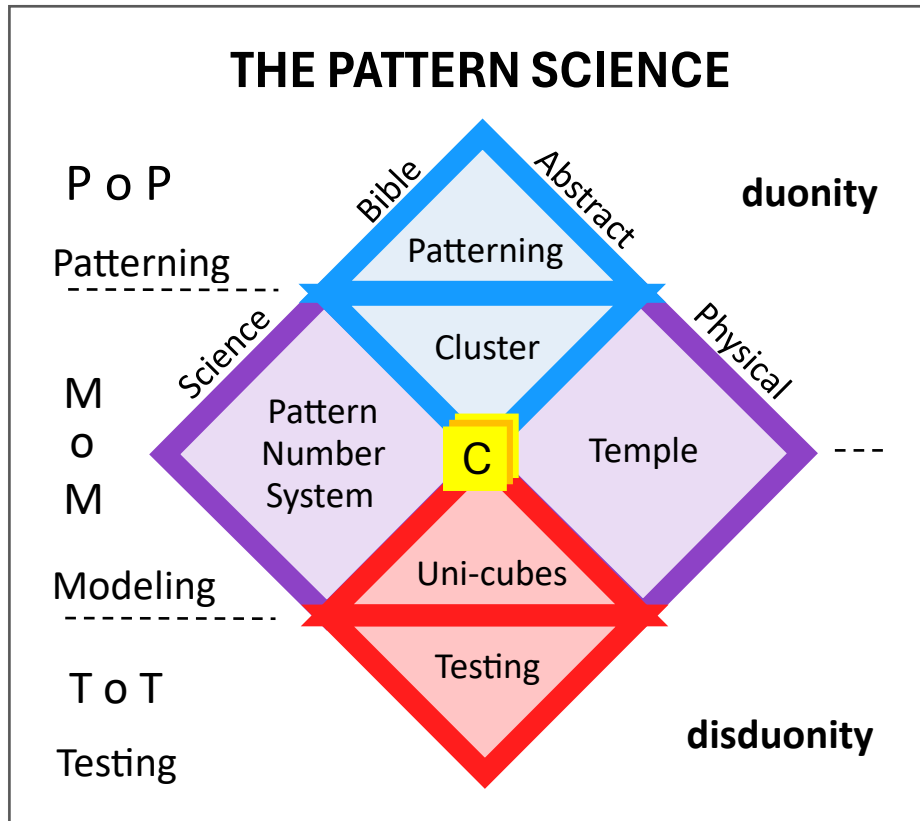 THE PATTERN SCIENCE
P o P
Bible
Abstract
duonity
Patterning
Patterning
Science
Cluster
Physical
M
o
M
Pattern
Number
System
C
Temple
Modeling
Uni-cubes
T o T
Testing
Testing
disduonity